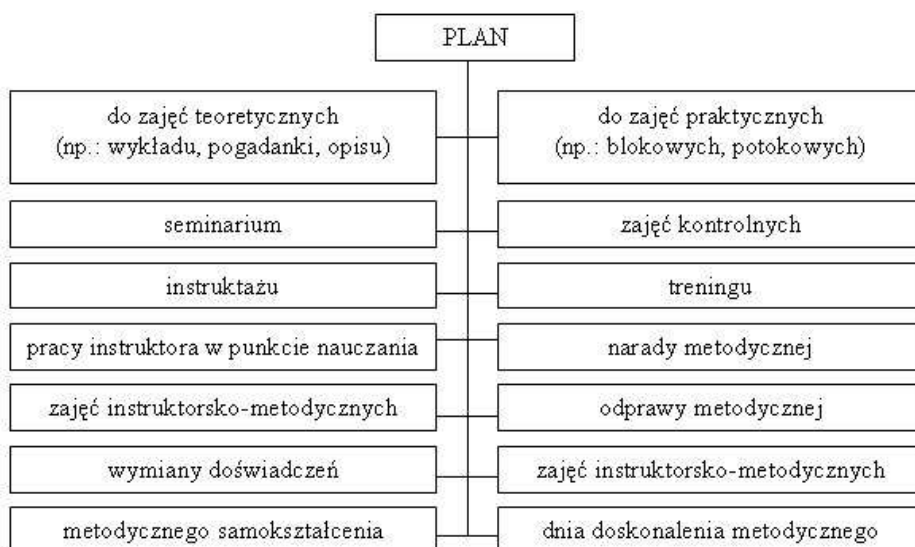 PLAN
do zajęć teoretycznych
(np.: wykładu, pogadanki, opisu)
do zajęć praktycznych
(np.: blokowych, potokowych)
seminarium
zajęć kontrolnych
instruktażu
treningu
pracy instruktora w punkcie nauczania
narady metodycznej
zajęć instruktorsko-metodycznych
odprawy metodycznej
wymiany doświadczeń
zajęć instruktorsko-metodycznych
metodycznego samokształcenia
dnia doskonalenia metodycznego